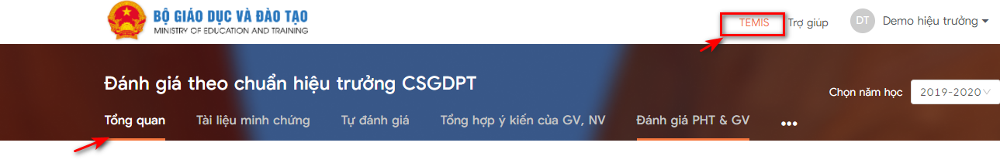 BỘ GIÁO DỤC VÀ ĐÀO TẠO
MINISTRY OF EDUCATION AND TRAINING
TEMIS Trợ giúp DT Demo hiệu trưởng
Đánh giá theo chuẩn hiệu trưởng CSGDPT
Chọn năm học 2019-2020
Tổng quan Tài liệu minh chứng Tự đánh giá Tổng hợp ý kiến của GV, NV Đánh giá PHT & GV •••